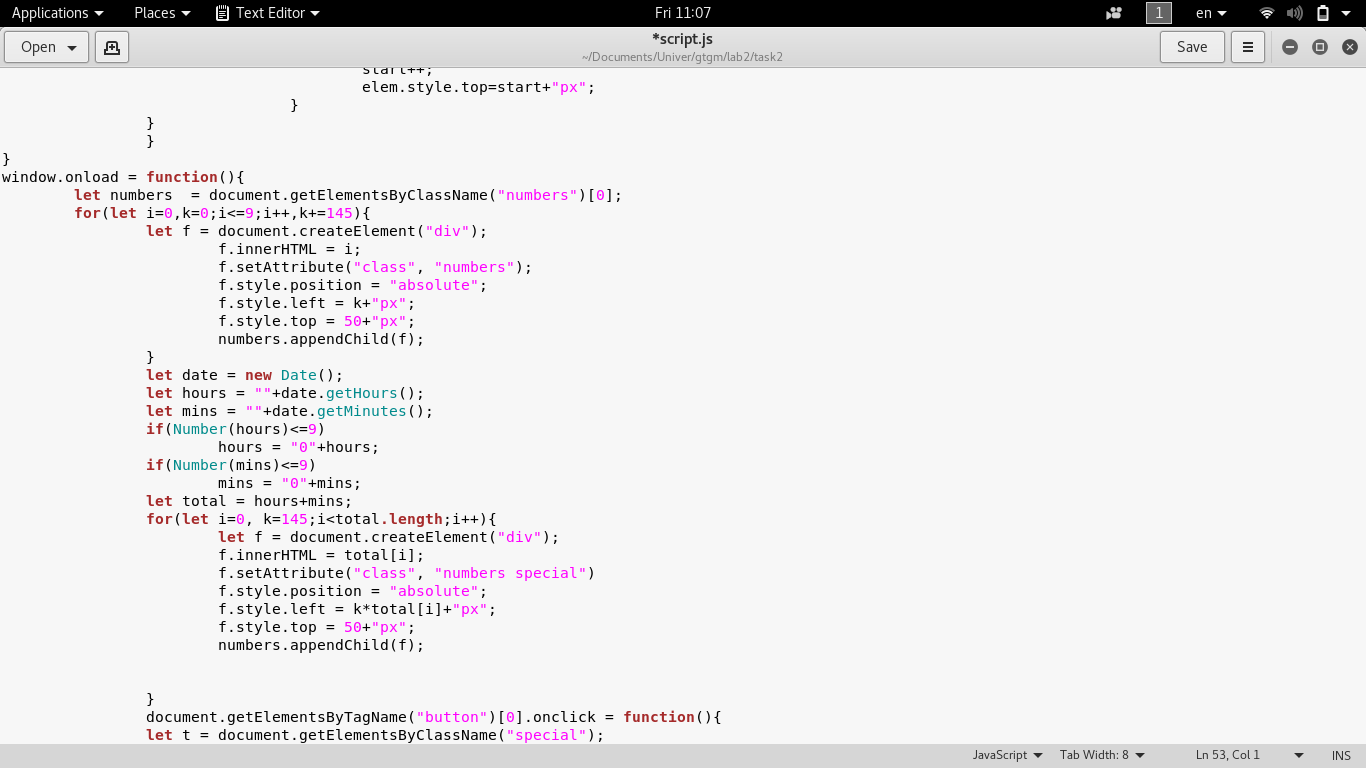 Applications Places Text Editor Fri 11:07 1 en
Open *script.js Save
~/Documents/Univer/gtgm/lab2/task2
start++;
elem.style.top=start+"px";
}
}
}
}
window.onload = function(){
let numbers  = document.getElementsByClassName("numbers")[0];
for(let i=0,k=0;i<=9;i++,k+=145){
let f = document.createElement("div");
f.innerHTML = i;
f.setAttribute("class", "numbers");
f.style.position = "absolute";
f.style.left = k+"px";
f.style.top = 50+"px";
numbers.appendChild(f);
}
let date = new Date();
let hours = ""+date.getHours();
let mins = ""+date.getMinutes();
if(Number(hours)<=9)
hours = "0"+hours;
if(Number(mins)<=9)
mins = "0"+mins;
let total = hours+mins;
for(let i=0, k=145;i<total.length;i++){
let f = document.createElement("div");
f.innerHTML = total[i];
f.setAttribute("class", "numbers special")
f.style.position = "absolute";
f.style.left = k*total[i]+"px";
f.style.top = 50+"px";
numbers.appendChild(f);
}
document.getElementsByTagName("button")[0].onclick = function(){
let t = document.getElementsByClassName("special");
JavaScript Tab Width: 8 Ln 53, Col 1 INS